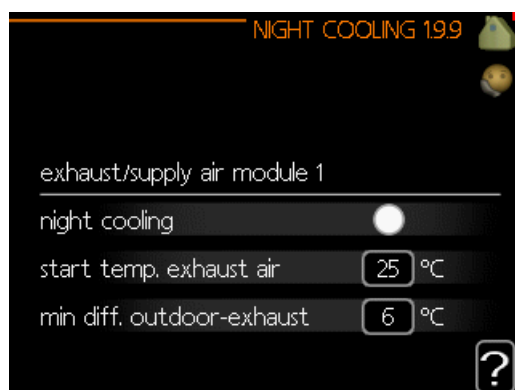 NIGHT COOLING 1.9.9
exhaust/supply air module 1
night cooling
start temp. exhaust air 25 °C
min diff. outdoor-exhaust 6 °C
?